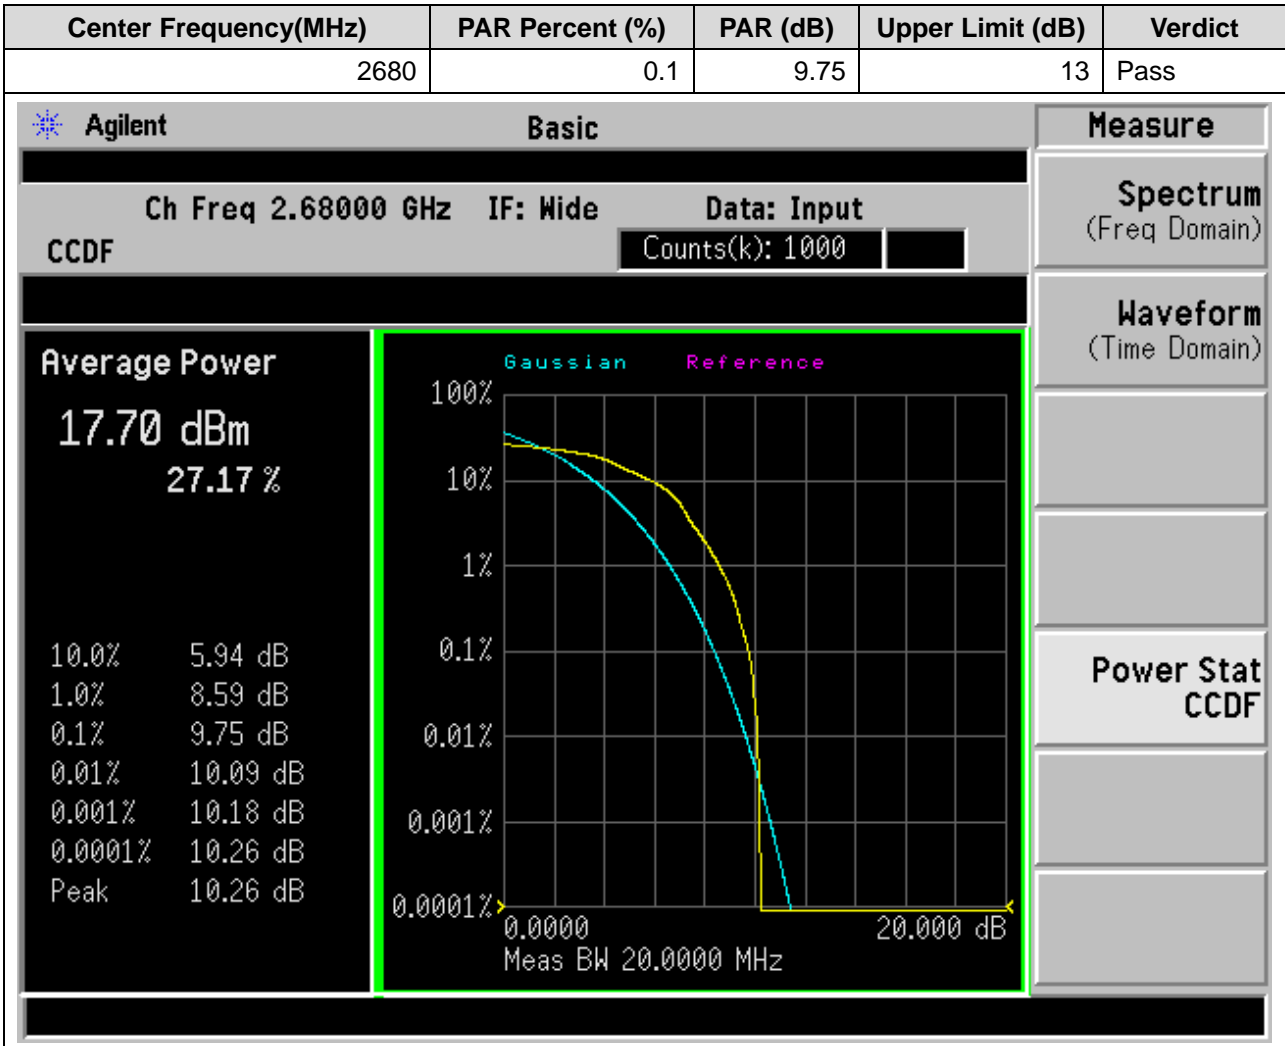 Center Frequency(MHz) PAR Percent (%) PAR (dB) Upper Limit (dB) Verdict
2680 0.1 9.75 13 Pass
Agilent Basic Measure
Ch Freq 2.68000 GHz IF: Wide Data: Input
CCDF Counts(k): 1000
Spectrum
(Freq Domain)
Waveform
(Time Domain)
Power Stat
CCDF
Average Power
17.70 dBm
27.17 %
10.0% 5.94 dB
1.0% 8.59 dB
0.1% 9.75 dB
0.01% 10.09 dB
0.001% 10.18 dB
0.0001% 10.26 dB
Peak 10.26 dB
Gaussian Reference
100%
10%
1%
0.1%
0.01%
0.001%
0.0001%
0.0000 20.000 dB
Meas BW 20.0000 MHz